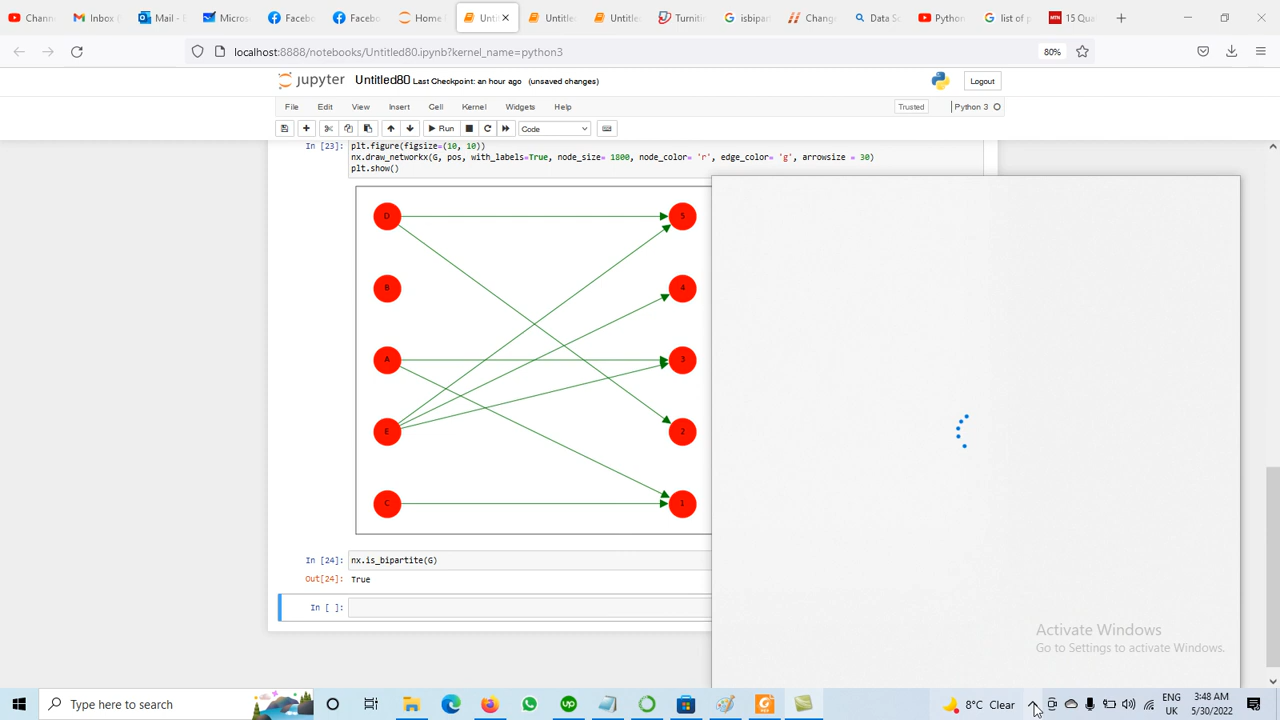 Chann
Inbox (
Mail -
Micros
Facebo
Facebo
Home
Unti
Untitled
Untitled
Turniti
isbipar
Chang
Data So
Python
list of p
15 Qua
localhost:8888/notebooks/Untitled80.ipynb?kernel_name=python3
80%
jupyter Untitled80 Last Checkpoint: an hour ago (unsaved changes)
Logout
File Edit View Insert Cell Kernel Widgets Help
Trusted
Python 3
Run
Code
In [23]:
plt.figure(figsize=(10, 10))
nx.draw_networkx(G, pos, with_labels=True, node_size= 1800, node_color= 'r', edge_color= 'g', arrowsize = 30)
plt.show()
D 5
B 4
A 3
E 2
C 1
In [24]: nx.is_bipartite(G)
Out[24]: True
In [ ]:
Activate Windows
Go to Settings to activate Windows.
Type here to search
8°C Clear
ENG
UK
3:48 AM
5/30/2022